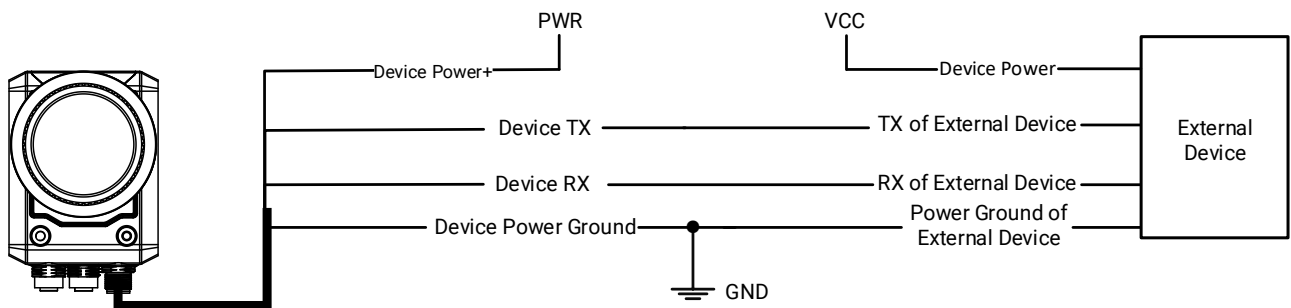 PWR
VCC
Device Power+
Device Power
Device TX
TX of External Device
External
Device
Device RX
RX of External Device
Device Power Ground
Power Ground of
External Device
GND